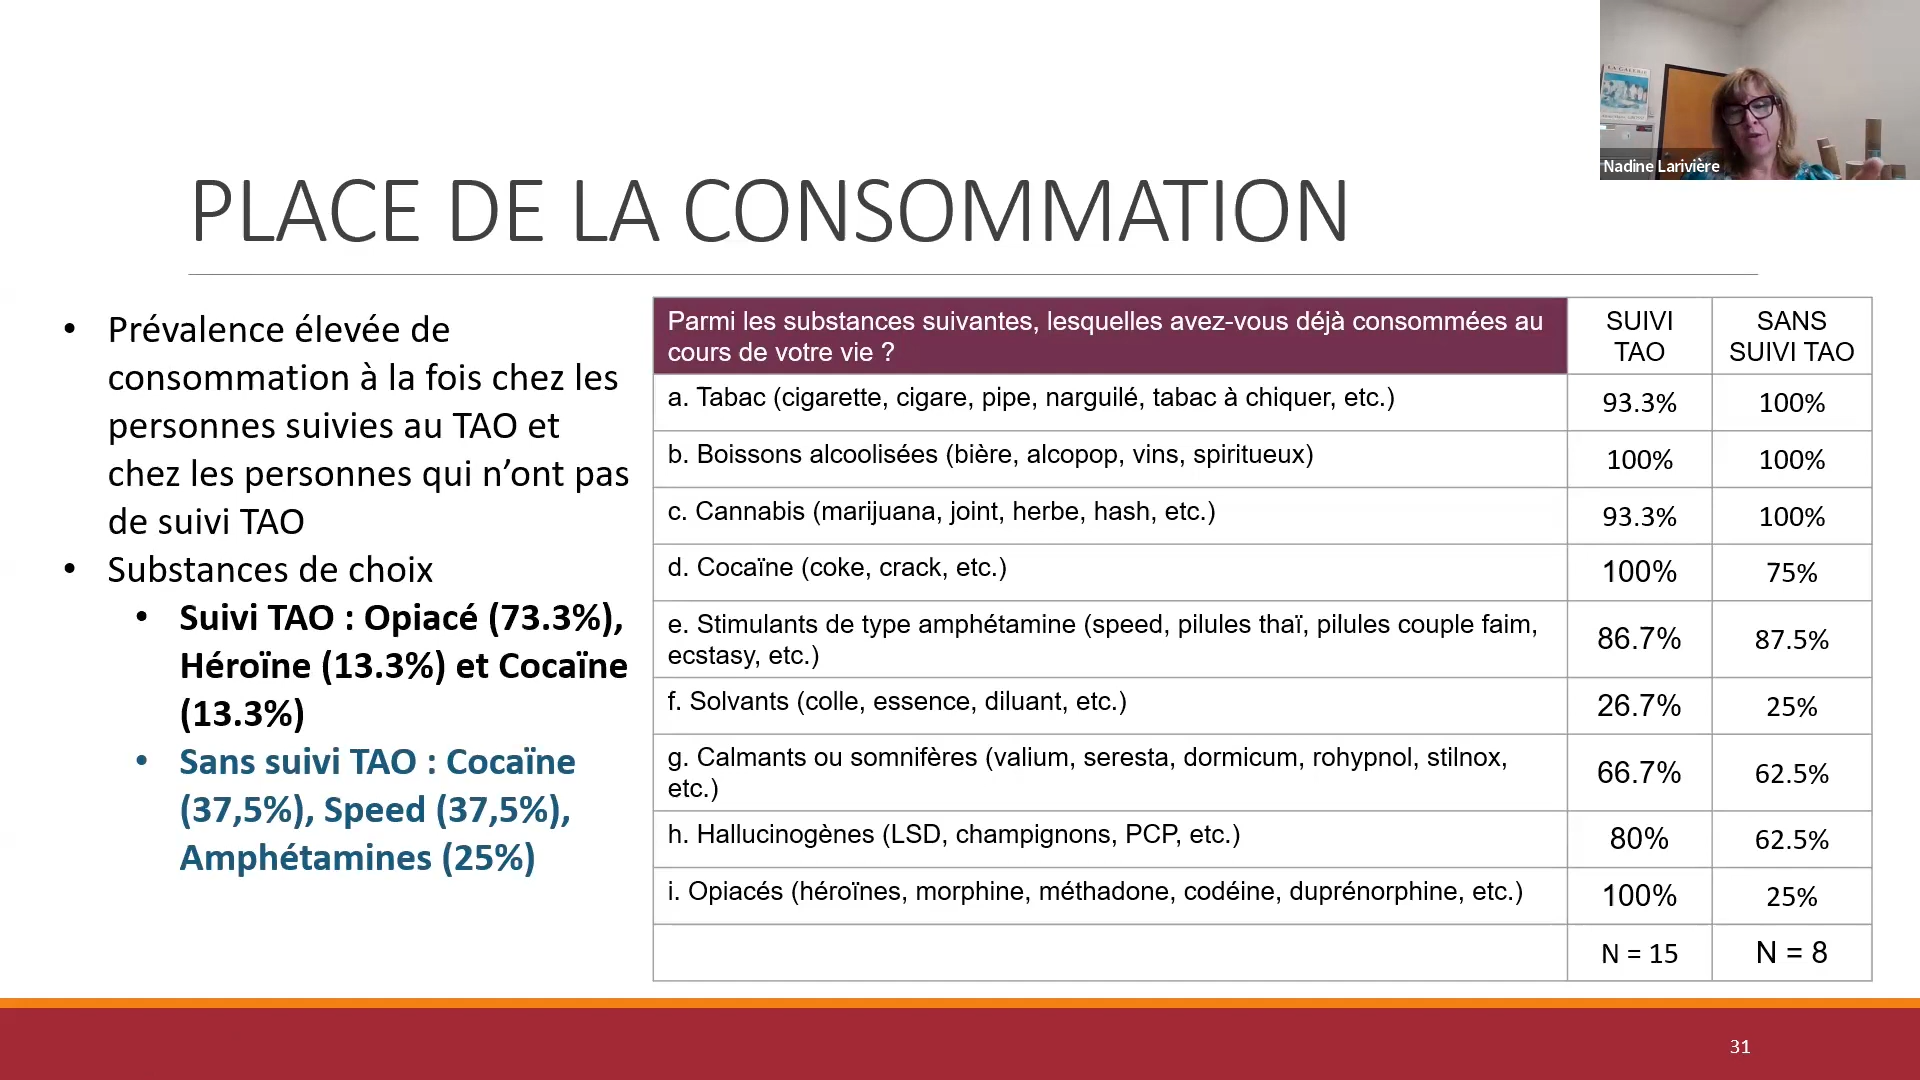 Nadine Larivière
PLACE DE LA CONSOMMATION
• Prévalence élevée de
consommation à la fois chez les
personnes suivies au TAO et
chez les personnes qui n’ont pas
de suivi TAO
• Substances de choix
• Suivi TAO : Opiacé (73.3%),
Héroïne (13.3%) et Cocaïne
(13.3%)
• Sans suivi TAO : Cocaïne
(37,5%), Speed (37,5%),
Amphétamines (25%)
Parmi les substances suivantes, lesquelles avez-vous déjà consommées au
cours de votre vie ?
SUIVI
TAO
SANS
SUIVI TAO
a. Tabac (cigarette, cigare, pipe, narguilé, tabac à chiquer, etc.)
93.3%
100%
b. Boissons alcoolisées (bière, alcopop, vins, spiritueux)
100%
100%
c. Cannabis (marijuana, joint, herbe, hash, etc.)
93.3%
100%
d. Cocaïne (coke, crack, etc.)
100%
75%
e. Stimulants de type amphétamine (speed, pilules thaï, pilules couple faim,
ecstasy, etc.)
86.7%
87.5%
f. Solvants (colle, essence, diluant, etc.)
26.7%
25%
g. Calmants ou somnifères (valium, seresta, dormicum, rohypnol, stilnox,
etc.)
66.7%
62.5%
h. Hallucinogènes (LSD, champignons, PCP, etc.)
80%
62.5%
i. Opiacés (héroïnes, morphine, méthadone, codéine, duprénorphine, etc.)
100%
25%
N = 15
N = 8
31